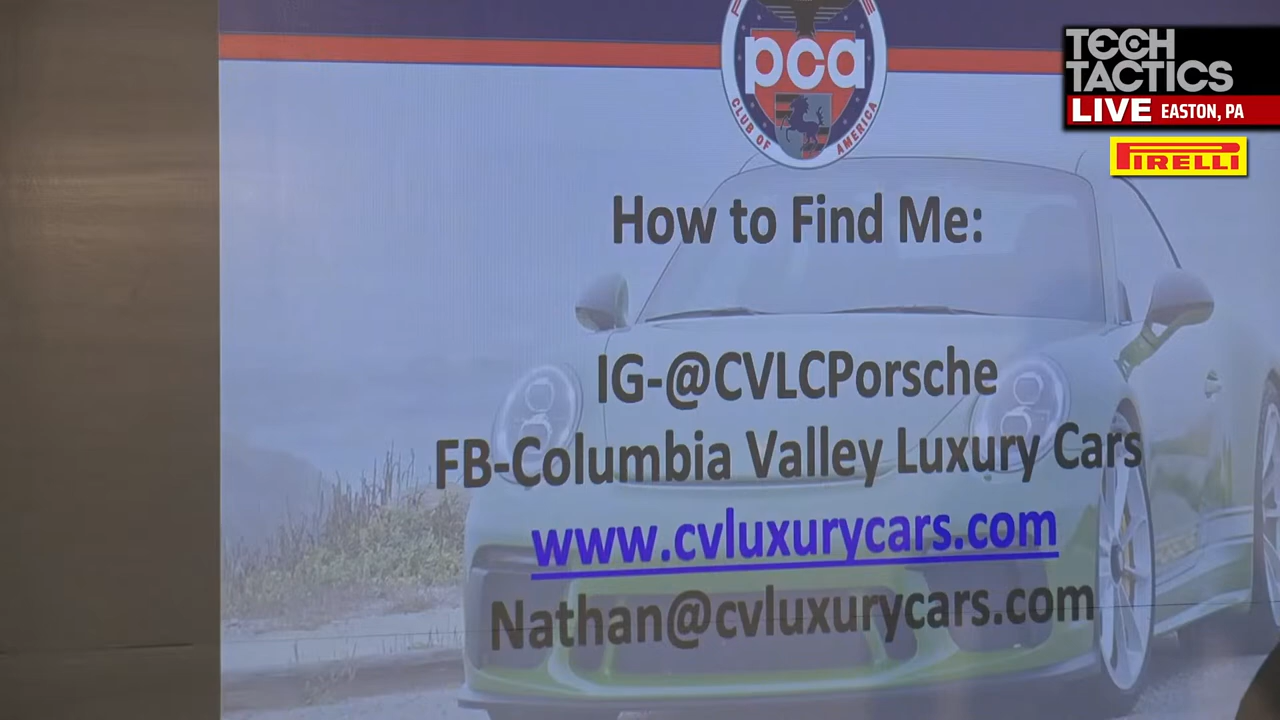 TECH
TACTICS
LIVE EASTON, PA
PIRELLI
pca
CLUB OF AMERICA
How to Find Me:
IG-@CVLCPorsche
FB-Columbia Valley Luxury Cars
www.cvluxurycars.com
Nathan@cvluxurycars.com